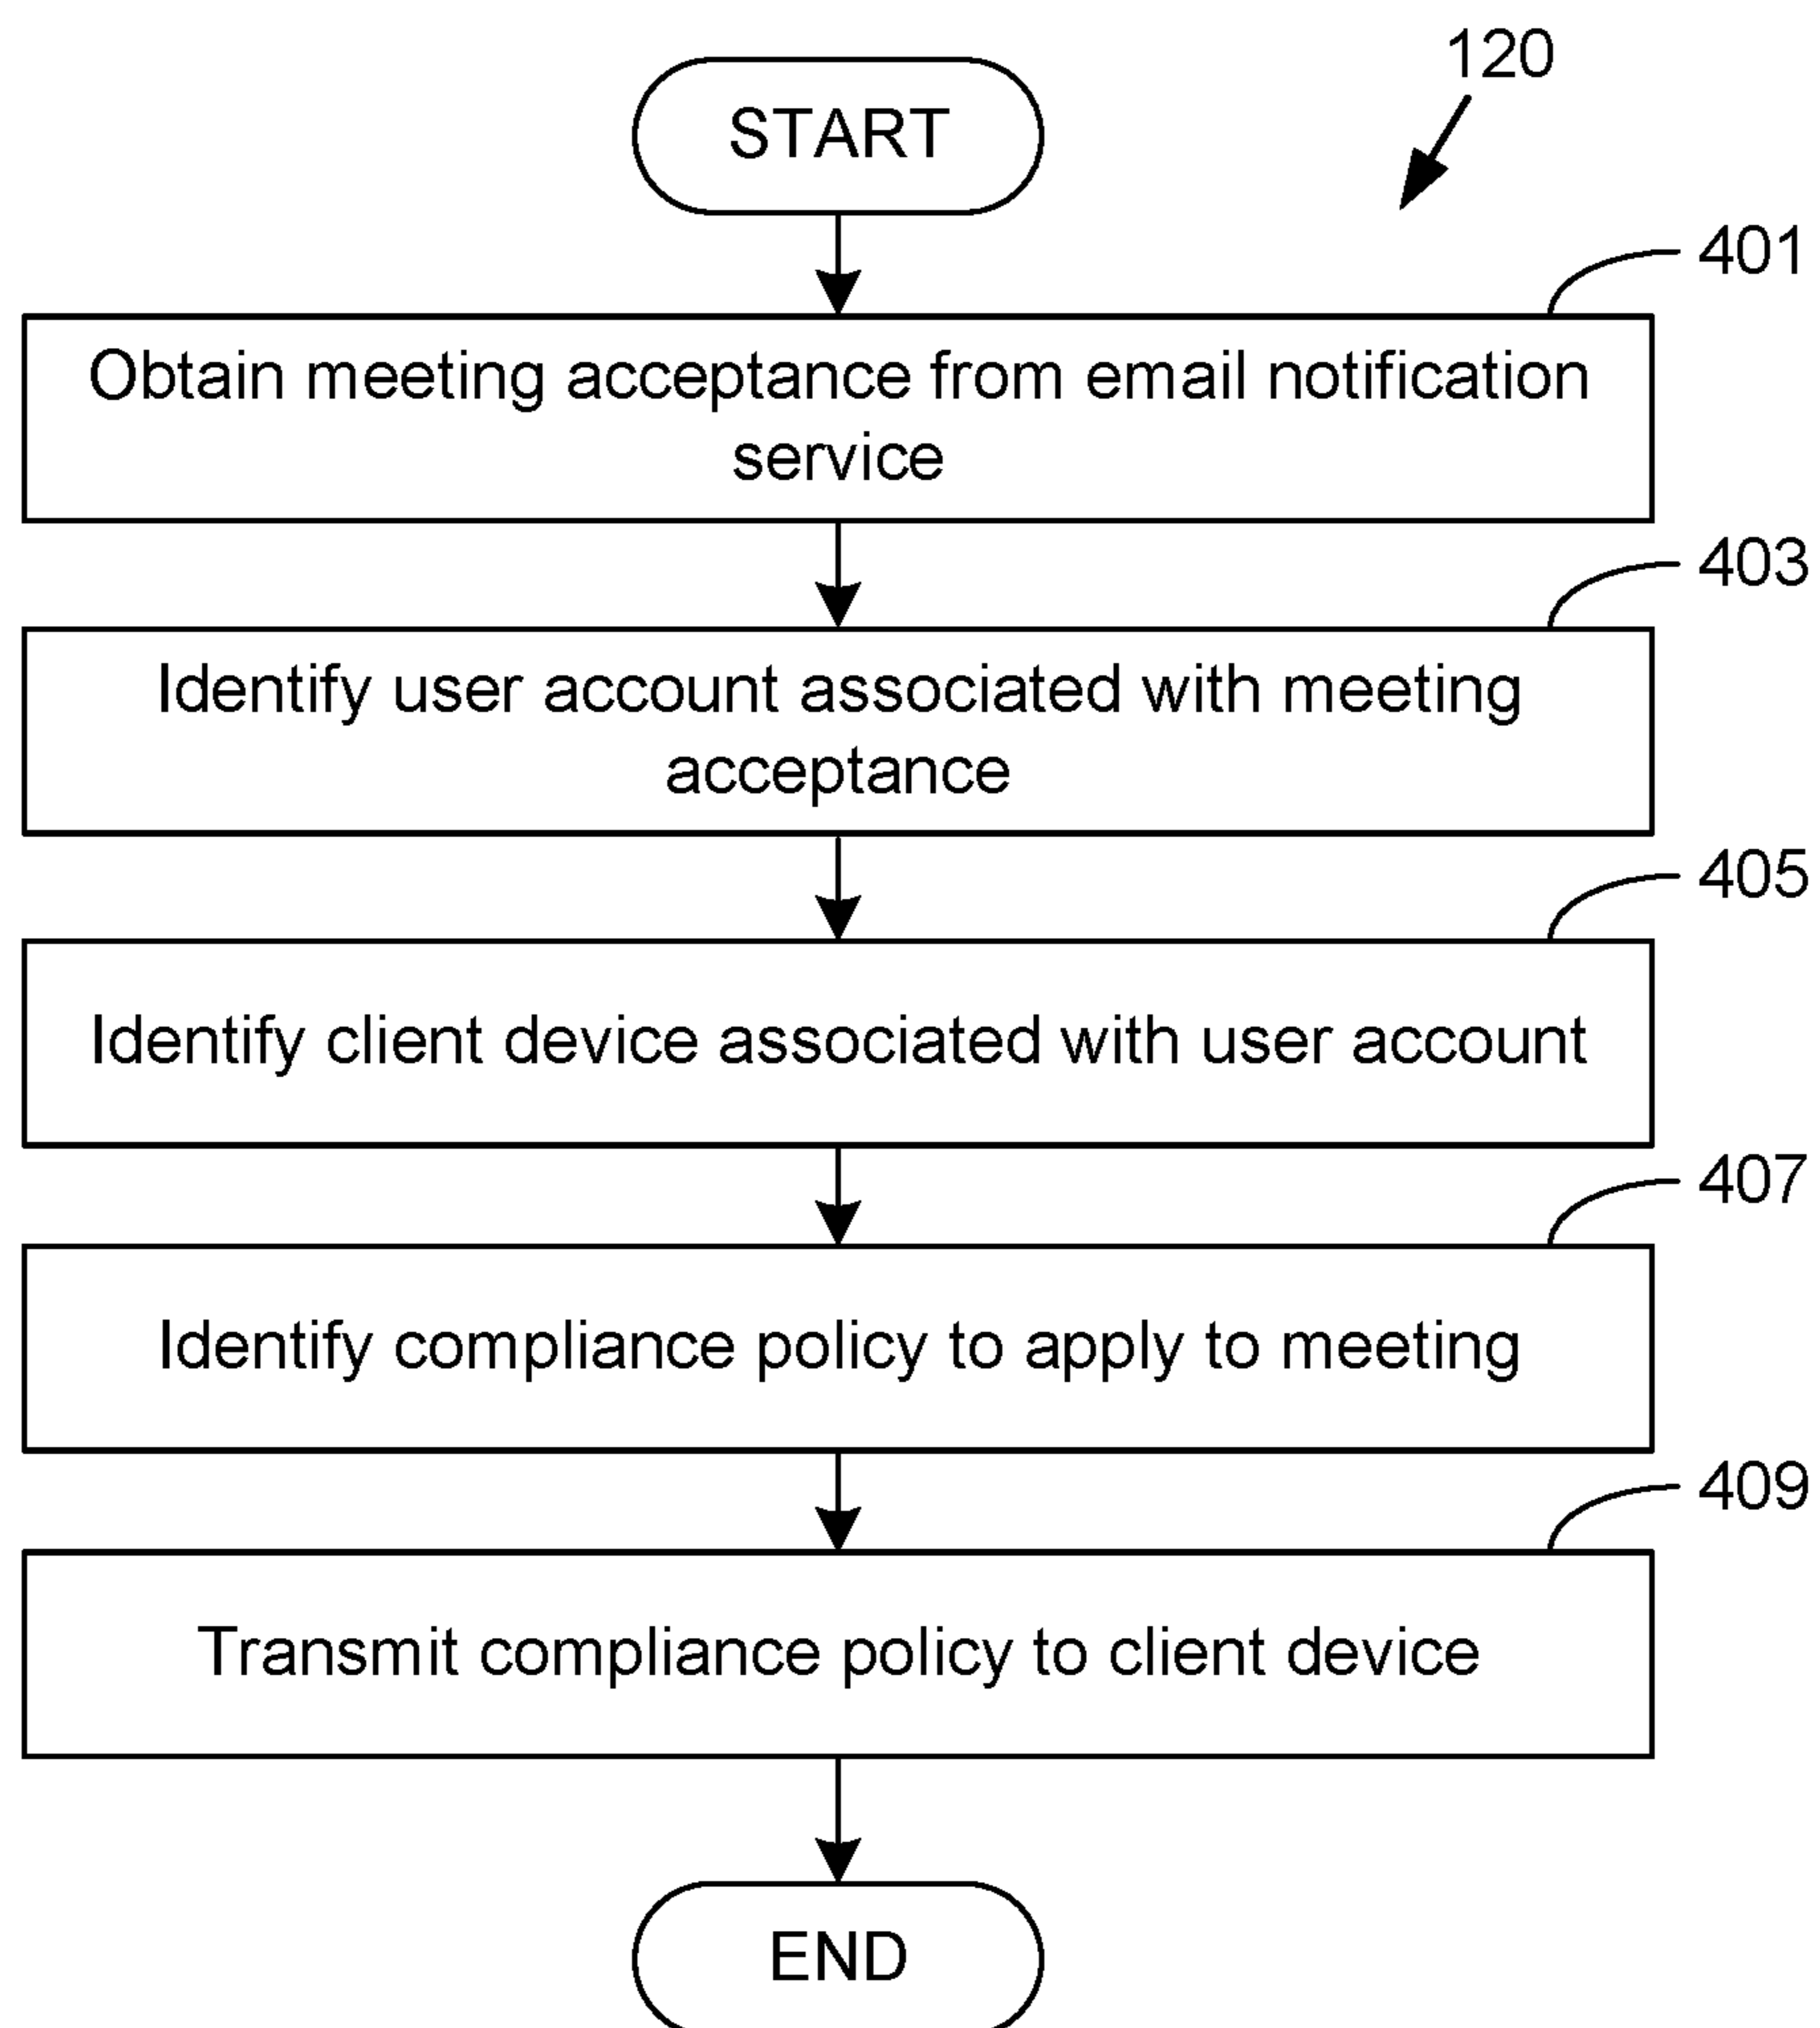 120
START
401
Obtain meeting acceptance from email notification
service
403
Identify user account associated with meeting
acceptance
405
Identify client device associated with user account
407
Identify compliance policy to apply to meeting
409
Transmit compliance policy to client device
END